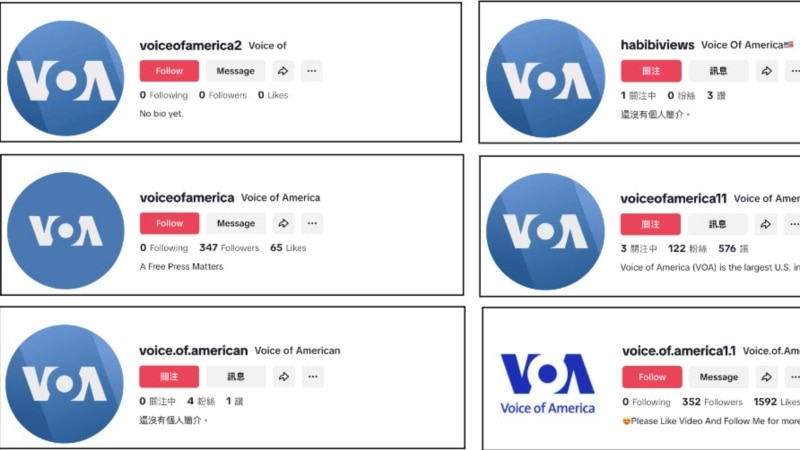 VOA
voiceofamerica2 Voice of
Follow Message
0 Following 0 Followers 0 Likes
No bio yet.
VOA
voiceofamerica Voice of America
Follow Message
0 Following 347 Followers 65 Likes
A Free Press Matters
VOA
voice.of.american Voice of American
關注 訊息
0 關注中 4 粉絲 1 讚
還沒有個人簡介。
VOA
habibiviews Voice Of America🇺🇸
關注 訊息
1 關注中 0 粉絲 3 讚
還沒有個人簡介。
VOA
voiceofamerica11 Voice of Amer
關注 訊息
3 關注中 122 粉絲 576 讚
Voice of America (VOA) is the largest U.S. in
VOA
Voice of America
voice.of.america1.1 Voice.of.Am
Follow Message
0 Following 352 Followers 1592 Likes
😍Please Like Video And Follow Me for more